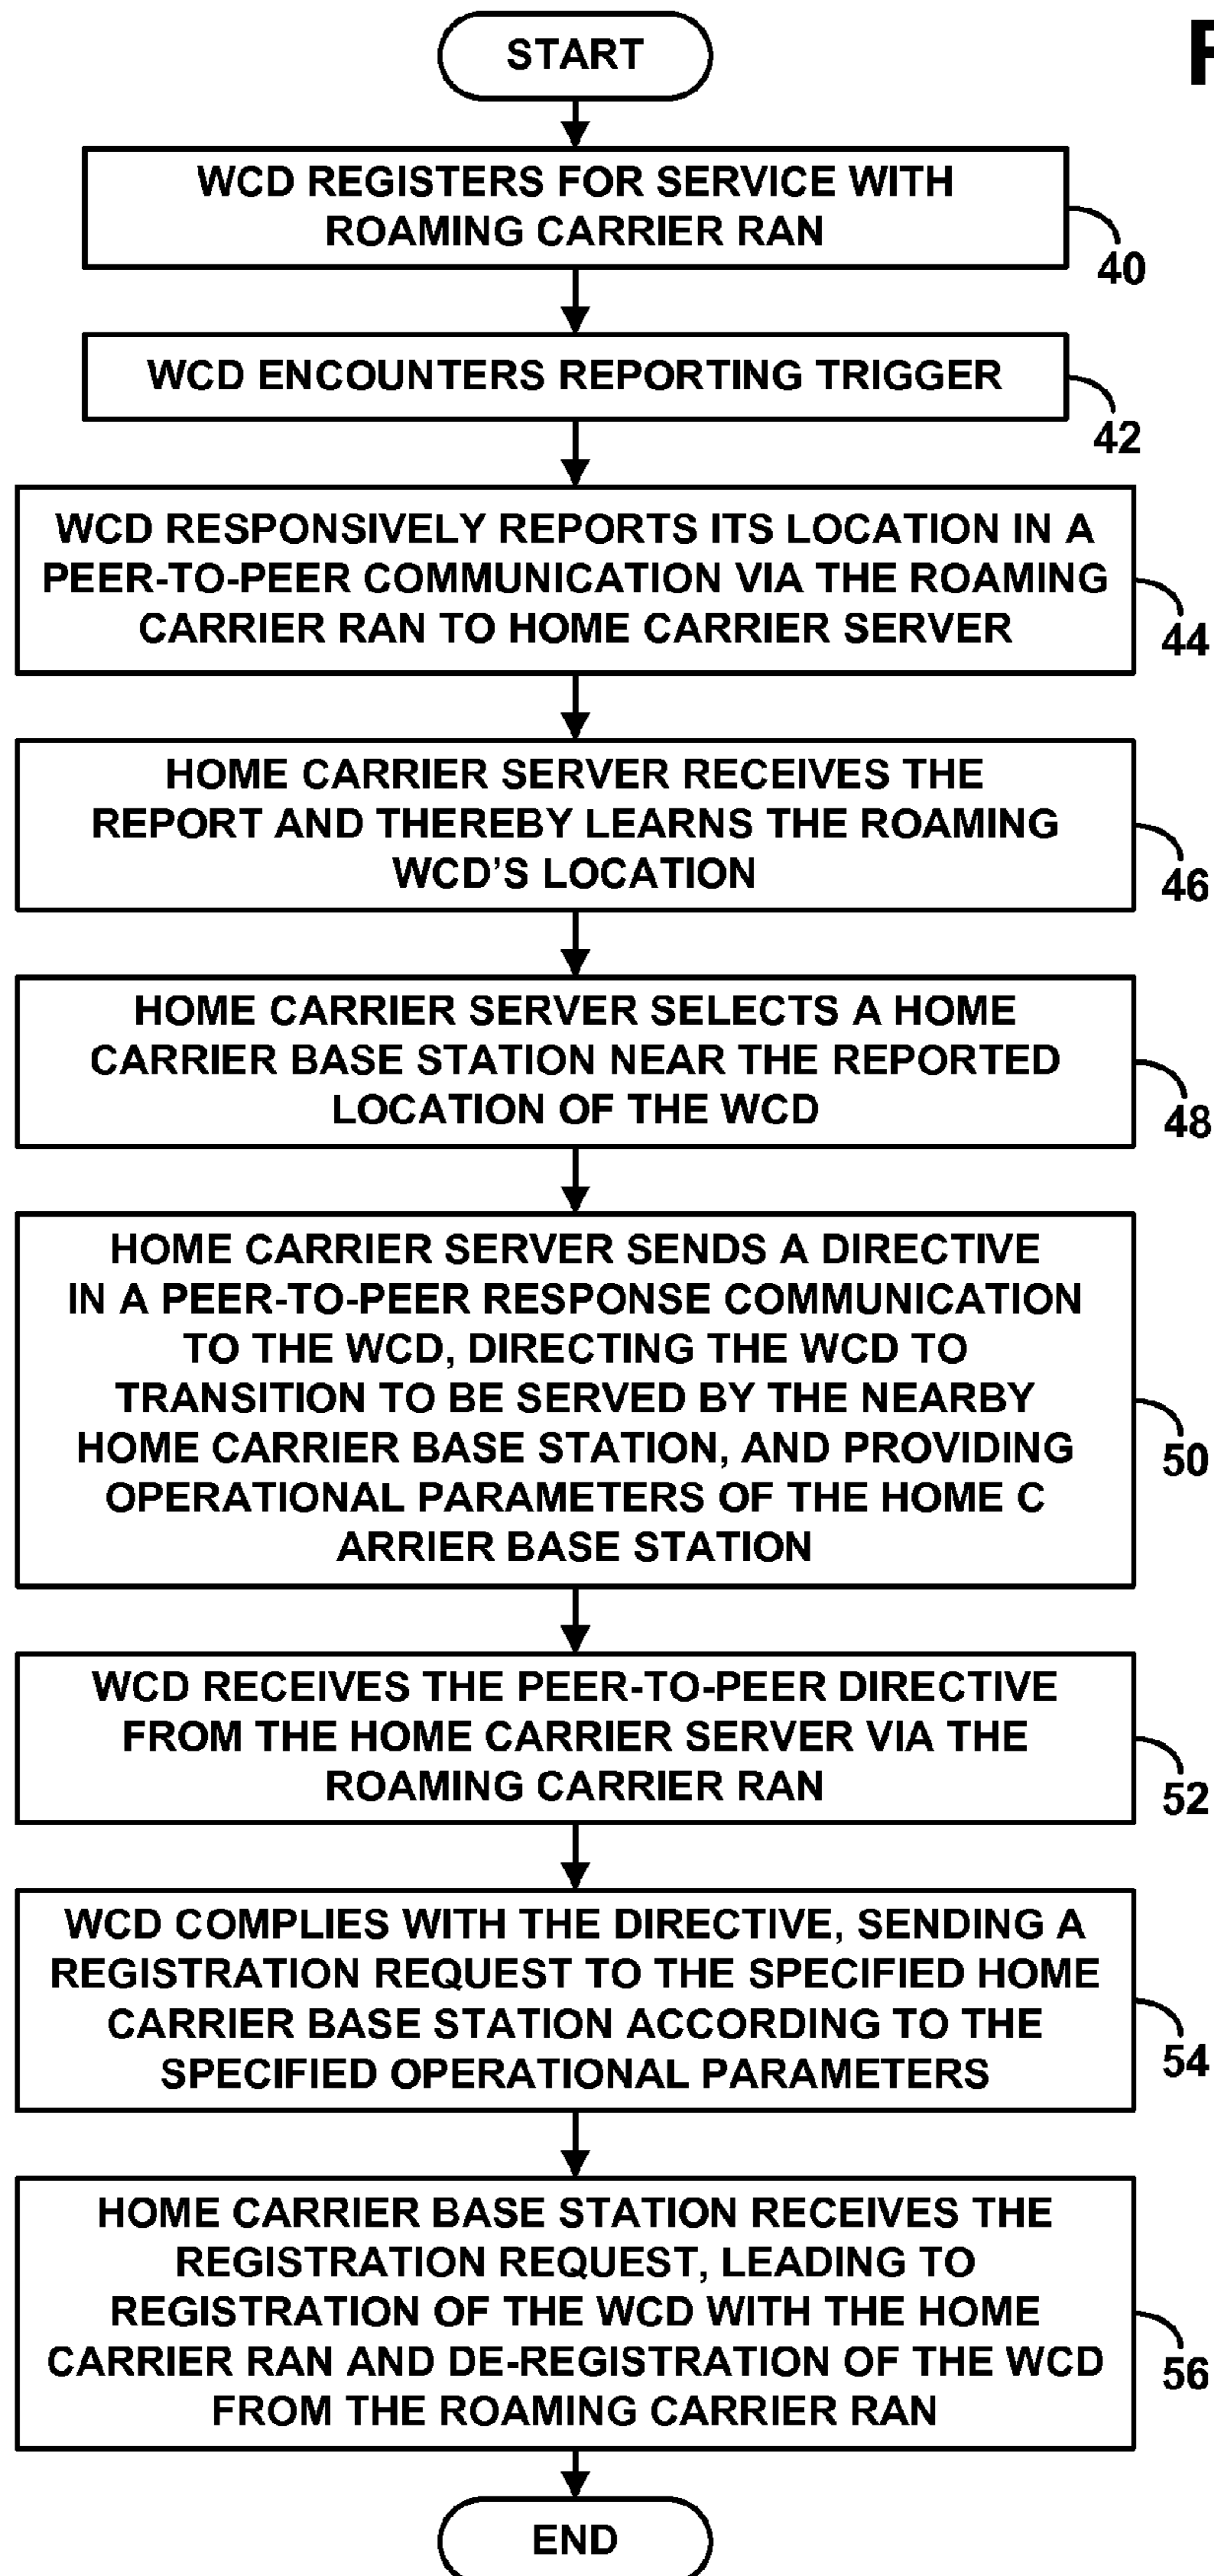 START
WCD REGISTERS FOR SERVICE WITH
ROAMING CARRIER RAN
40
WCD ENCOUNTERS REPORTING TRIGGER
42
WCD RESPONSIVELY REPORTS ITS LOCATION IN A
PEER-TO-PEER COMMUNICATION VIA THE ROAMING
CARRIER RAN TO HOME CARRIER SERVER
44
HOME CARRIER SERVER RECEIVES THE
REPORT AND THEREBY LEARNS THE ROAMING
WCD'S LOCATION
46
HOME CARRIER SERVER SELECTS A HOME
CARRIER BASE STATION NEAR THE REPORTED
LOCATION OF THE WCD
48
HOME CARRIER SERVER SENDS A DIRECTIVE
IN A PEER-TO-PEER RESPONSE COMMUNICATION
TO THE WCD, DIRECTING THE WCD TO
TRANSITION TO BE SERVED BY THE NEARBY
HOME CARRIER BASE STATION, AND PROVIDING
OPERATIONAL PARAMETERS OF THE HOME C
ARRIER BASE STATION
50
WCD RECEIVES THE PEER-TO-PEER DIRECTIVE
FROM THE HOME CARRIER SERVER VIA THE
ROAMING CARRIER RAN
52
WCD COMPLIES WITH THE DIRECTIVE, SENDING A
REGISTRATION REQUEST TO THE SPECIFIED HOME
CARRIER BASE STATION ACCORDING TO THE
SPECIFIED OPERATIONAL PARAMETERS
54
HOME CARRIER BASE STATION RECEIVES THE
REGISTRATION REQUEST, LEADING TO
REGISTRATION OF THE WCD WITH THE HOME
CARRIER RAN AND DE-REGISTRATION OF THE WCD
FROM THE ROAMING CARRIER RAN
56
END